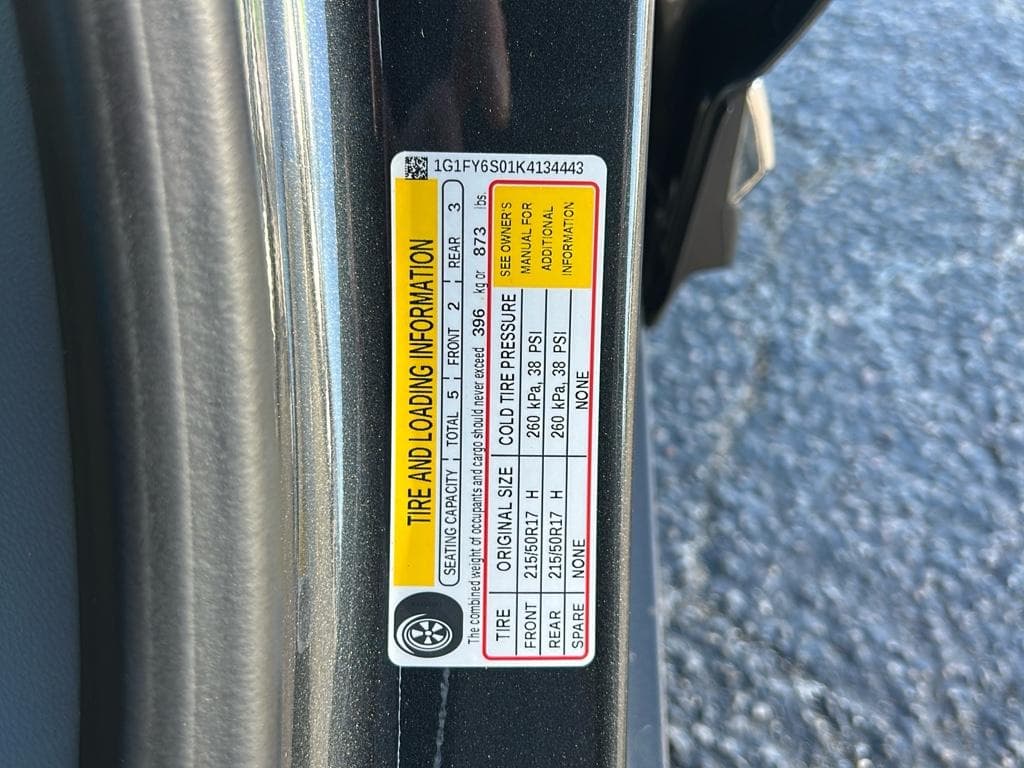 1G1FY6S01K4134443
TIRE AND LOADING INFORMATION
SEATING CAPACITY | TOTAL 5 | FRONT 2 | REAR 3
The combined weight of occupants and cargo should never exceed 396 kg or 873 lbs.
TIRE ORIGINAL SIZE COLD TIRE PRESSURE
FRONT 215/50R17 H 260 kPa, 38 PSI
REAR 215/50R17 H 260 kPa, 38 PSI
SPARE NONE NONE
SEE OWNER'S
MANUAL FOR
ADDITIONAL
INFORMATION